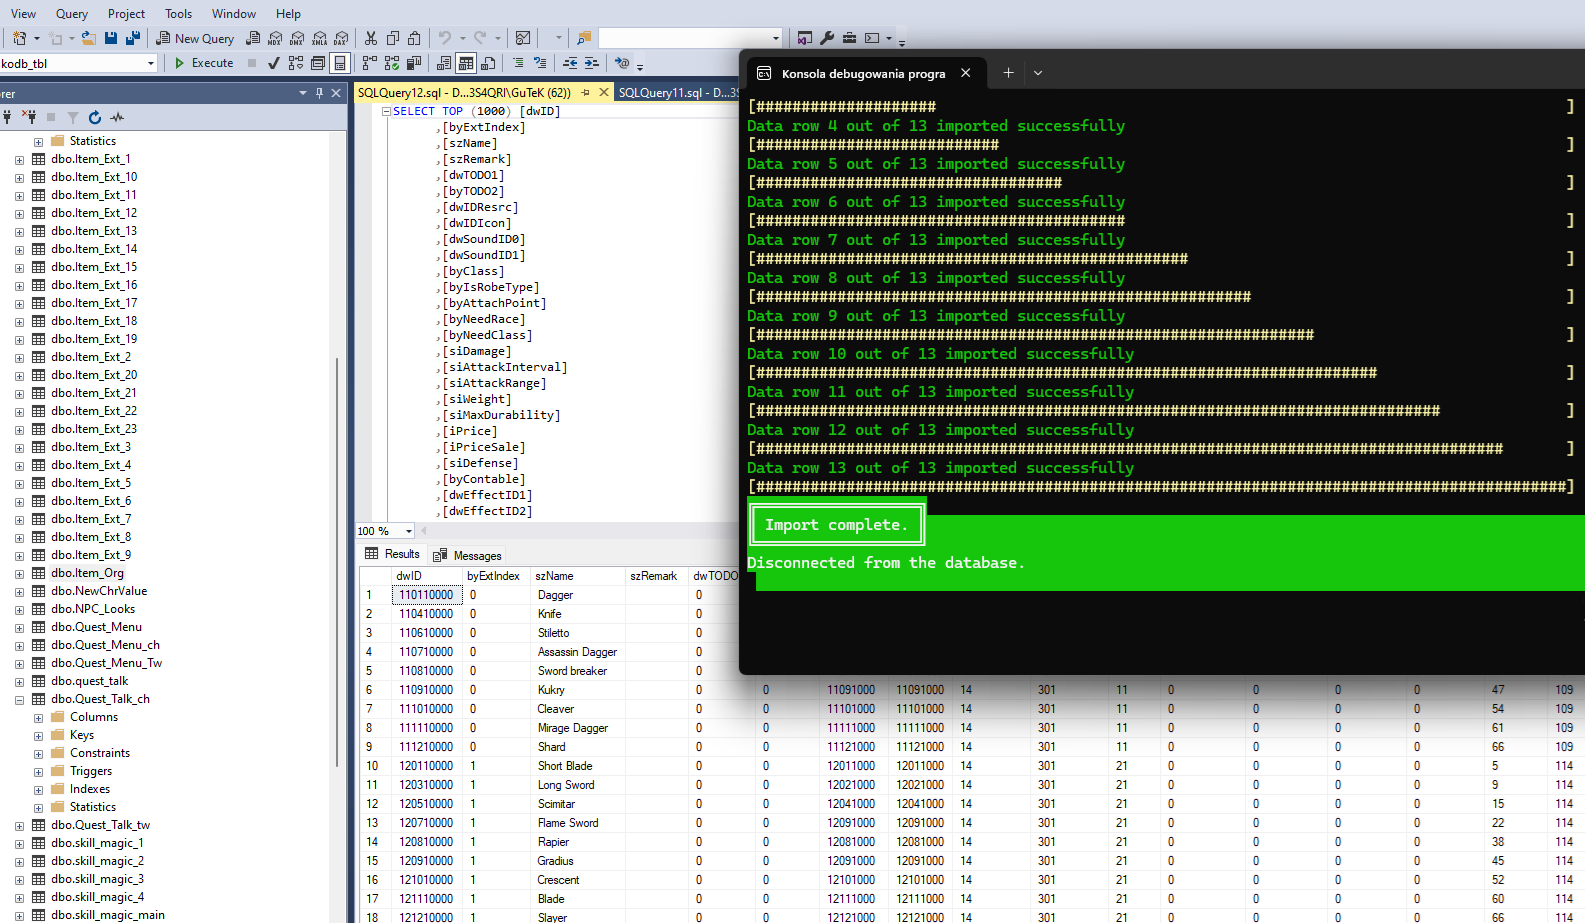 View Query Project Tools Window Help
New Query MDX DMX XMLA DAX
kodb_tbl Execute
rer
Statistics
dbo.Item_Ext_1
dbo.Item_Ext_10
dbo.Item_Ext_11
dbo.Item_Ext_12
dbo.Item_Ext_13
dbo.Item_Ext_14
dbo.Item_Ext_15
dbo.Item_Ext_16
dbo.Item_Ext_17
dbo.Item_Ext_18
dbo.Item_Ext_19
dbo.Item_Ext_2
dbo.Item_Ext_20
dbo.Item_Ext_21
dbo.Item_Ext_22
dbo.Item_Ext_23
dbo.Item_Ext_3
dbo.Item_Ext_4
dbo.Item_Ext_5
dbo.Item_Ext_6
dbo.Item_Ext_7
dbo.Item_Ext_8
dbo.Item_Ext_9
dbo.Item_Org
dbo.NewChrValue
dbo.NPC_Looks
dbo.Quest_Menu
dbo.Quest_Menu_ch
dbo.Quest_Menu_Tw
dbo.quest_talk
dbo.Quest_Talk_ch
Columns
Keys
Constraints
Triggers
Indexes
Statistics
dbo.Quest_Talk_tw
dbo.skill_magic_1
dbo.skill_magic_2
dbo.skill_magic_3
dbo.skill_magic_4
dbo.skill_magic_main
SQLQuery12.sql - D...3S4QRI\GuTeK (62)) SQLQuery11.sql - D...3S
SELECT TOP (1000) [dwID]
,[byExtIndex]
,[szName]
,[szRemark]
,[dwTODO1]
,[byTODO2]
,[dwIDResrc]
,[dwIDIcon]
,[dwSoundID0]
,[dwSoundID1]
,[byClass]
,[byIsRobeType]
,[byAttachPoint]
,[byNeedRace]
,[byNeedClass]
,[siDamage]
,[siAttackInterval]
,[siAttackRange]
,[siWeight]
,[siMaxDurability]
,[iPrice]
,[iPriceSale]
,[siDefense]
,[byContable]
,[dwEffectID1]
,[dwEffectID2]
100 %
Results Messages
dwID byExtIndex szName szRemark dwTODO
1 110110000 0 Dagger 0
2 110410000 0 Knife 0
3 110610000 0 Stiletto 0
4 110710000 0 Assassin Dagger 0
5 110810000 0 Sword breaker 0
6 110910000 0 Kukry 0 0 11091000 11091000 14 301 11 0 0 0 0 47 109
7 111010000 0 Cleaver 0 0 11101000 11101000 14 301 11 0 0 0 0 54 109
8 111110000 0 Mirage Dagger 0 0 11111000 11111000 14 301 11 0 0 0 0 61 109
9 111210000 0 Shard 0 0 11121000 11121000 14 301 11 0 0 0 0 66 109
10 120110000 1 Short Blade 0 0 12011000 12011000 14 301 21 0 0 0 0 5 114
11 120310000 1 Long Sword 0 0 12021000 12021000 14 301 21 0 0 0 0 9 114
12 120510000 1 Scimitar 0 0 12041000 12041000 14 301 21 0 0 0 0 15 114
13 120710000 1 Flame Sword 0 0 12091000 12091000 14 301 21 0 0 0 0 22 114
14 120810000 1 Rapier 0 0 12081000 12081000 14 301 21 0 0 0 0 38 114
15 120910000 1 Gradius 0 0 12091000 12091000 14 301 21 0 0 0 0 45 114
16 121010000 1 Crescent 0 0 12101000 12101000 14 301 21 0 0 0 0 52 114
17 121110000 1 Blade 0 0 12111000 12111000 14 301 21 0 0 0 0 60 114
18 121210000 1 Slayer 0 0 12121000 12121000 14 301 21 0 0 0 0 66 114
Konsola debugowania progra
[#################### ]
Data row 4 out of 13 imported successfully
[########################### ]
Data row 5 out of 13 imported successfully
[################################## ]
Data row 6 out of 13 imported successfully
[######################################### ]
Data row 7 out of 13 imported successfully
[################################################ ]
Data row 8 out of 13 imported successfully
[####################################################### ]
Data row 9 out of 13 imported successfully
[############################################################## ]
Data row 10 out of 13 imported successfully
[##################################################################### ]
Data row 11 out of 13 imported successfully
[############################################################################ ]
Data row 12 out of 13 imported successfully
[################################################################################### ]
Data row 13 out of 13 imported successfully
[##########################################################################################]
Import complete.
Disconnected from the database.